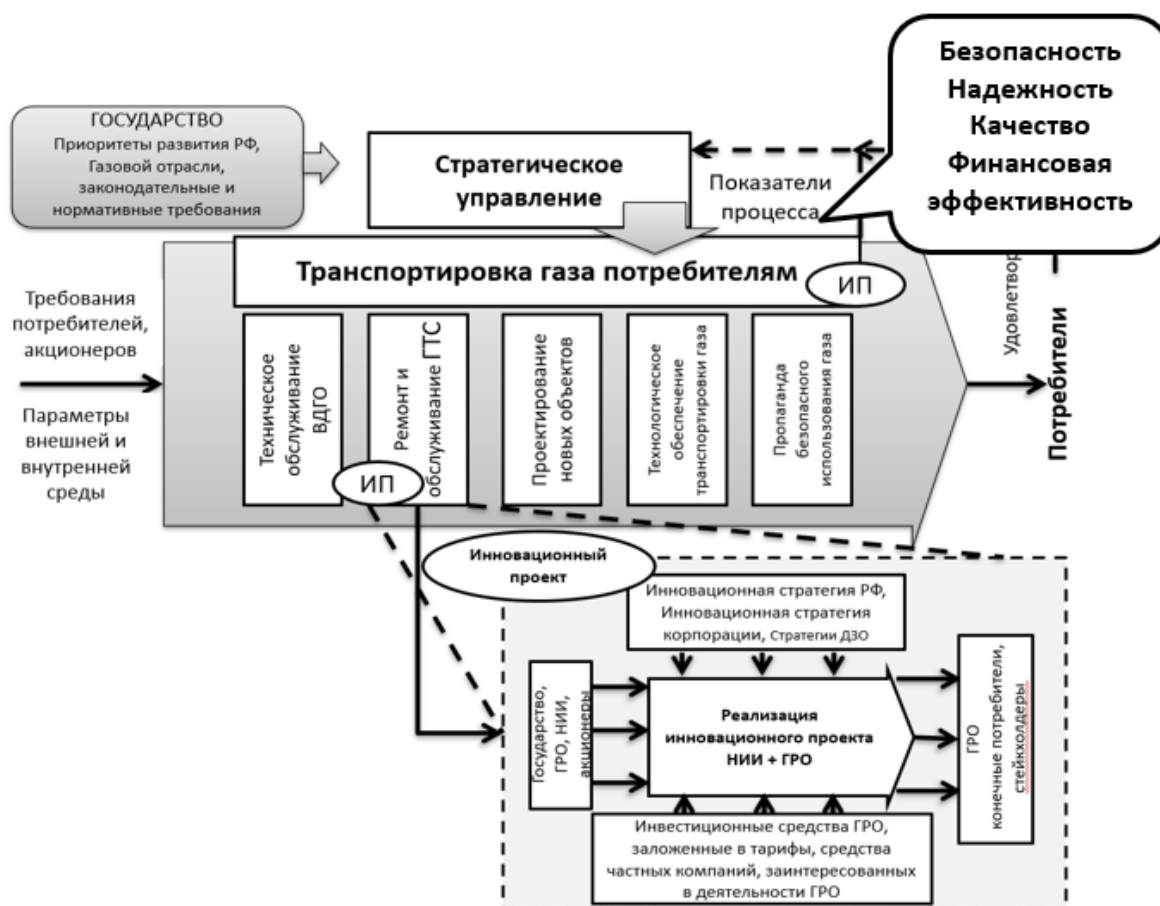 Безопасность
Надежность
Качество
Финансовая
эффективность
ГОСУДАРСТВО
Приоритеты развития РФ,
Газовой отрасли,
законодательные и
нормативные требования
Стратегическое
управление
Показатели
процесса
Транспортировка газа потребителям
ИП
Требования
потребителей,
акционеров
Параметры
внешней и
внутренней
среды
Техническое
обслуживание
ВДГО
Ремонт и
обслуживание ГТС
ИП
Проектирование
новых объектов
Технологическое
обеспечение
транспортировки газа
Пропаганда
безопасного
использования газа
Удовлетвор
Потребители
Инновационный
проект
Инновационная стратегия РФ,
Инновационная стратегия
корпорации, Стратегии ДЗО
Государство,
ГРО, НИИ,
акционеры
Реализация
инновационного проекта
НИИ + ГРО
ГРО
конечные потребители,
стейкхолдеры
Инвестиционные средства ГРО,
заложенные в тарифы, средства
частных компаний, заинтересованных
в деятельности ГРО